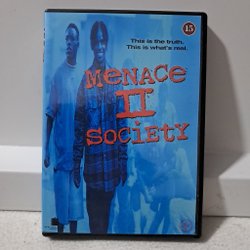 15
This is the truth.
This is what's real.
MENACE
II
SOCIETY